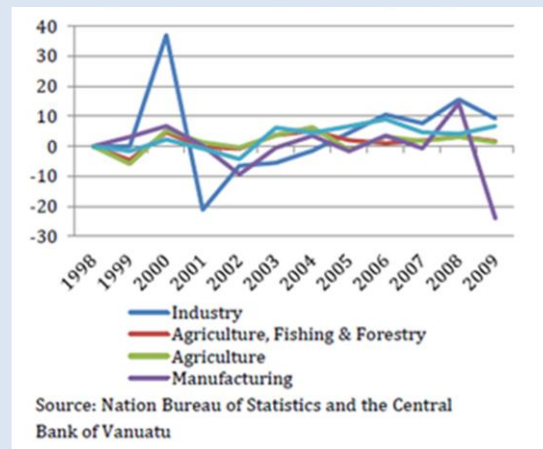 40
30
20
10
0
-10
-20
-30
1998 1999 2000 2001 2002 2003 2004 2005 2006 2007 2008 2009
Industry
Agriculture, Fishing & Forestry
Agriculture
Manufacturing
Source: Nation Bureau of Statistics and the Central
Bank of Vanuatu